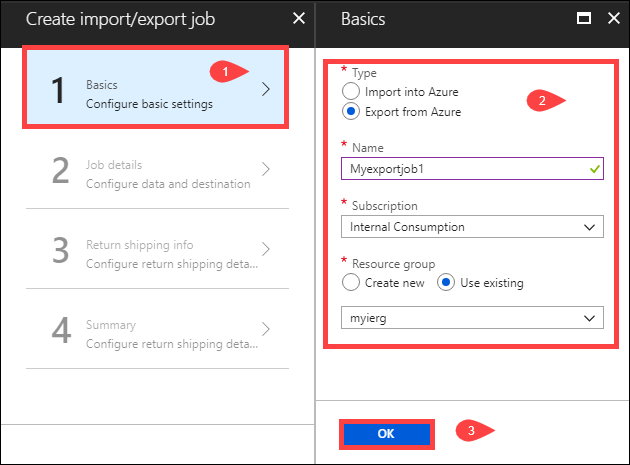 Create import/export job
1
Basics
Configure basic settings
1
2
Job details
Configure data and destination
3
Return shipping info
Configure return shipping deta...
4
Summary
Configure return shipping deta...
Basics
* Type
Import into Azure
Export from Azure
2
* Name
Myexportjob1
* Subscription
Internal Consumption
* Resource group
Create new Use existing
myierg
OK
3